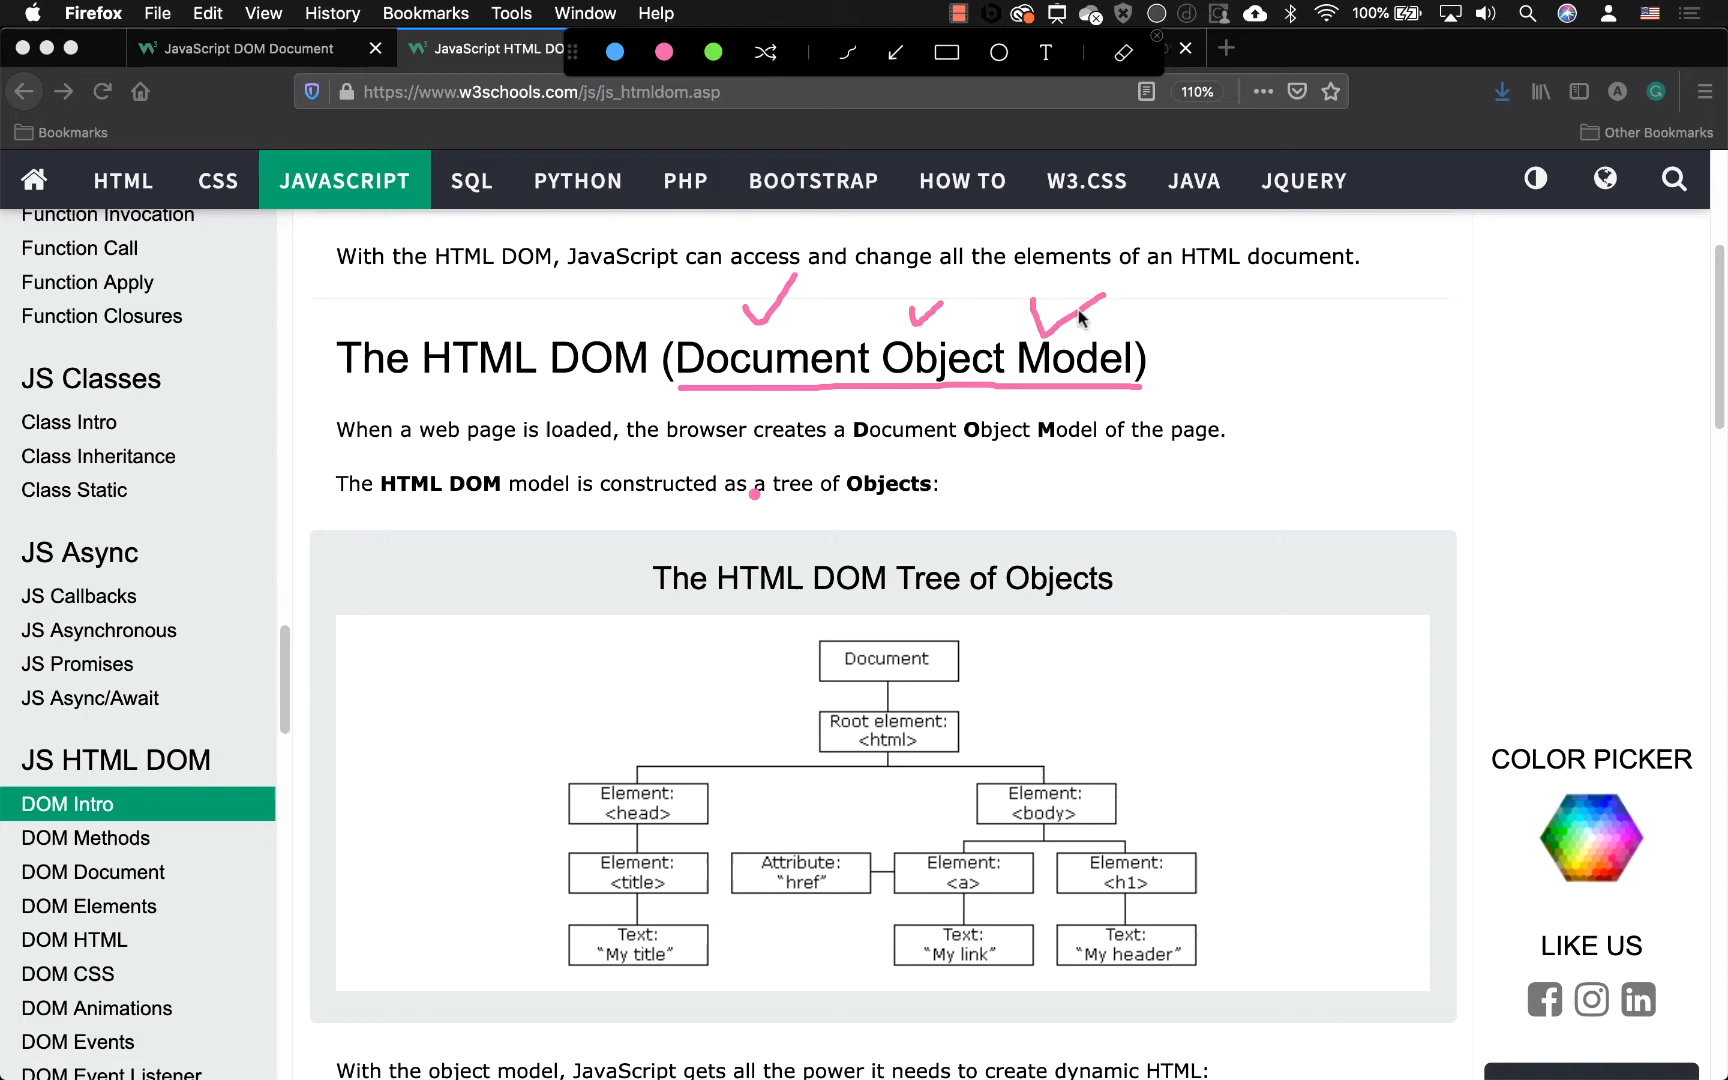 Firefox File Edit View History Bookmarks Tools Window Help 100%
JavaScript DOM Document JavaScript HTML DO T
https://www.w3schools.com/js/js_htmldom.asp 110%
Bookmarks Other Bookmarks
HTML CSS JAVASCRIPT SQL PYTHON PHP BOOTSTRAP HOW TO W3.CSS JAVA JQUERY
Function Invocation
Function Call
Function Apply
Function Closures
JS Classes
Class Intro
Class Inheritance
Class Static
JS Async
JS Callbacks
JS Asynchronous
JS Promises
JS Async/Await
JS HTML DOM
DOM Intro
DOM Methods
DOM Document
DOM Elements
DOM HTML
DOM CSS
DOM Animations
DOM Events
DOM Event Listener
With the HTML DOM, JavaScript can access and change all the elements of an HTML document.
The HTML DOM (Document Object Model)
When a web page is loaded, the browser creates a Document Object Model of the page.
The HTML DOM model is constructed as a tree of Objects:
The HTML DOM Tree of Objects
Document
Root element:
<html>
Element:
<head>
Element:
<body>
Element:
<title>
Attribute:
"href"
Element:
<a>
Element:
<h1>
Text:
"My title"
Text:
"My link"
Text:
"My header"
With the object model, JavaScript gets all the power it needs to create dynamic HTML:
COLOR PICKER
LIKE US